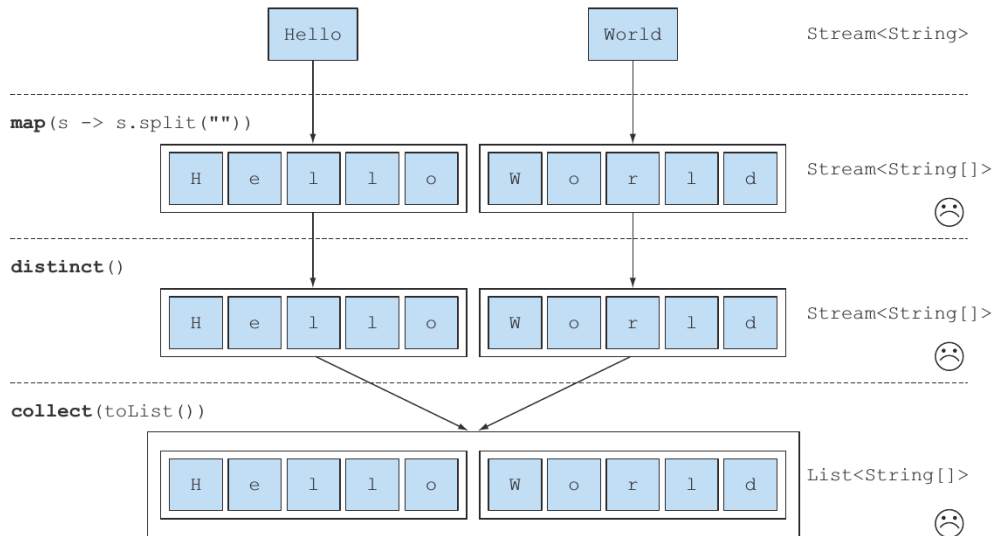 Hello World Stream<String>
map(s -> s.split(""))
H e l l o W o r l d Stream<String[]>
distinct()
H e l l o W o r l d Stream<String[]>
collect(toList())
H e l l o W o r l d List<String[]>